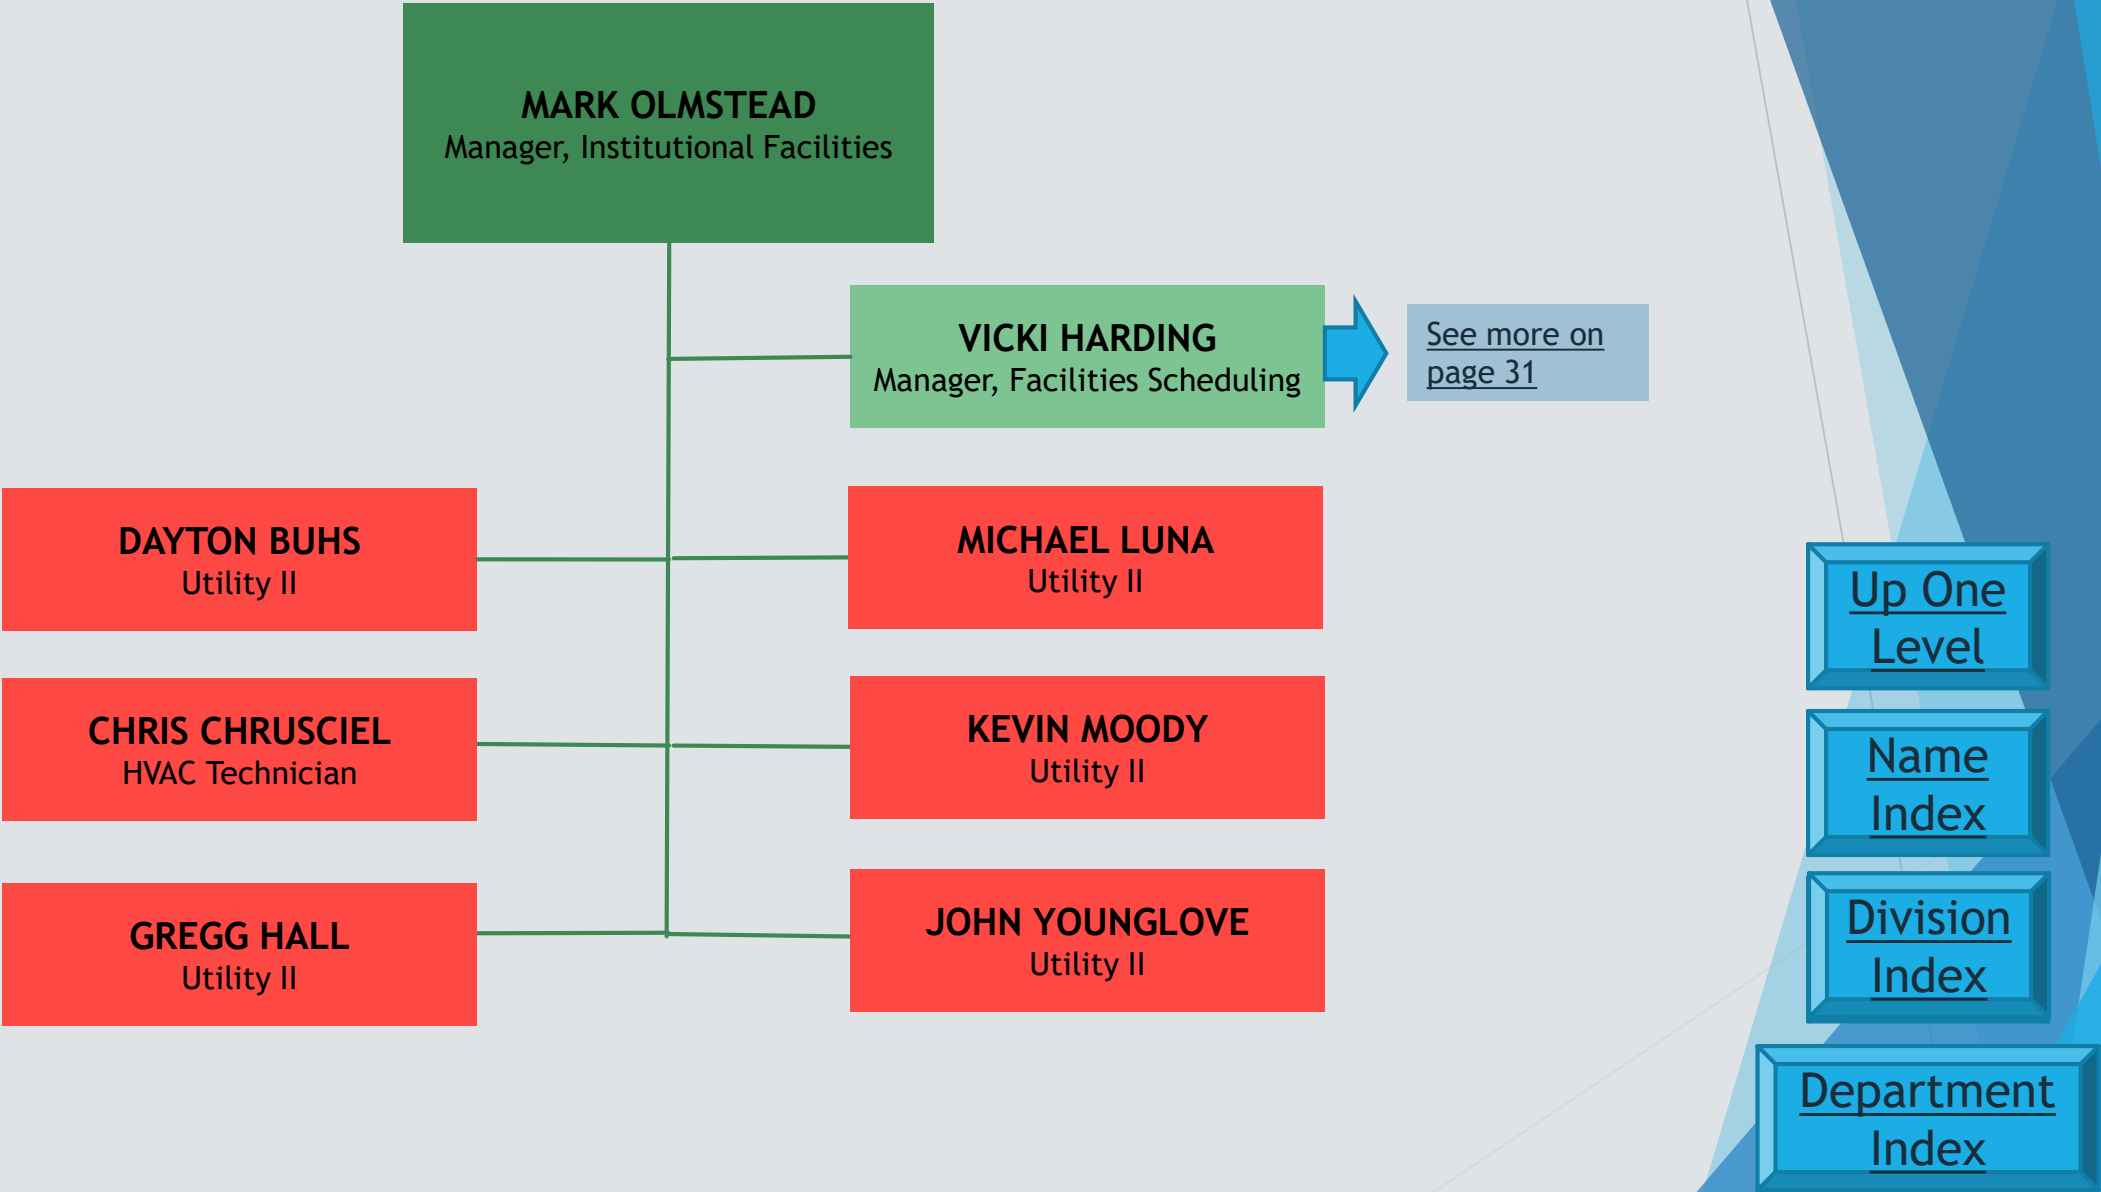 MARK OLMSTEAD
Manager, Institutional Facilities
VICKI HARDING
Manager, Facilities Scheduling
See more on
page 31
DAYTON BUHS
Utility II
MICHAEL LUNA
Utility II
CHRIS CHRUSCIEL
HVAC Technician
KEVIN MOODY
Utility II
GREGG HALL
Utility II
JOHN YOUNGLOVE
Utility II
Up One
Level
Name
Index
Division
Index
Department
Index